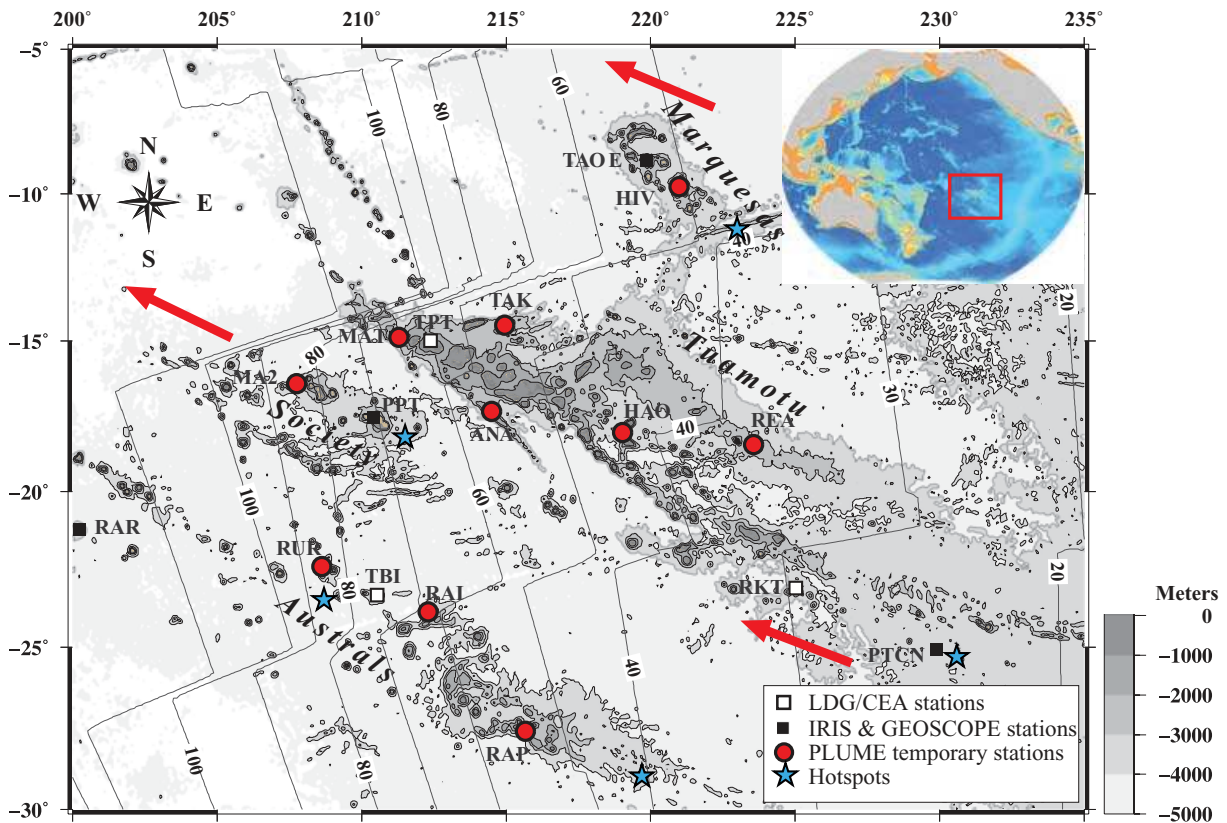 200° 205° 210° 215° 220° 225° 230° 235°
−5°
−10°
−15°
−20°
−25°
−30°
N
W E
S
100
80
60
Marquesas
TAOE
HIV
40
20
MAT
TPT
TAK
80
MA2
Society
PPT
ANA
Tuamotu
HAO
REA
40
30
100
60
RAR
RUR
TBI
80
RAI
Australs
RKT
20
PTCN
40
RAP
100
80
LDG/CEA stations
IRIS & GEOSCOPE stations
PLUME temporary stations
Hotspots
Meters
0
−1000
−2000
−3000
−4000
−5000